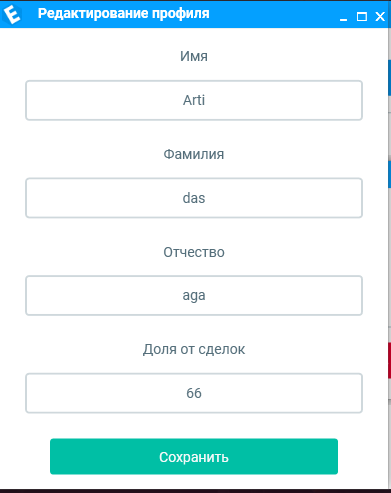 Редактирование профиля
Имя
Arti
Фамилия
das
Отчество
aga
Доля от сделок
66
Сохранить